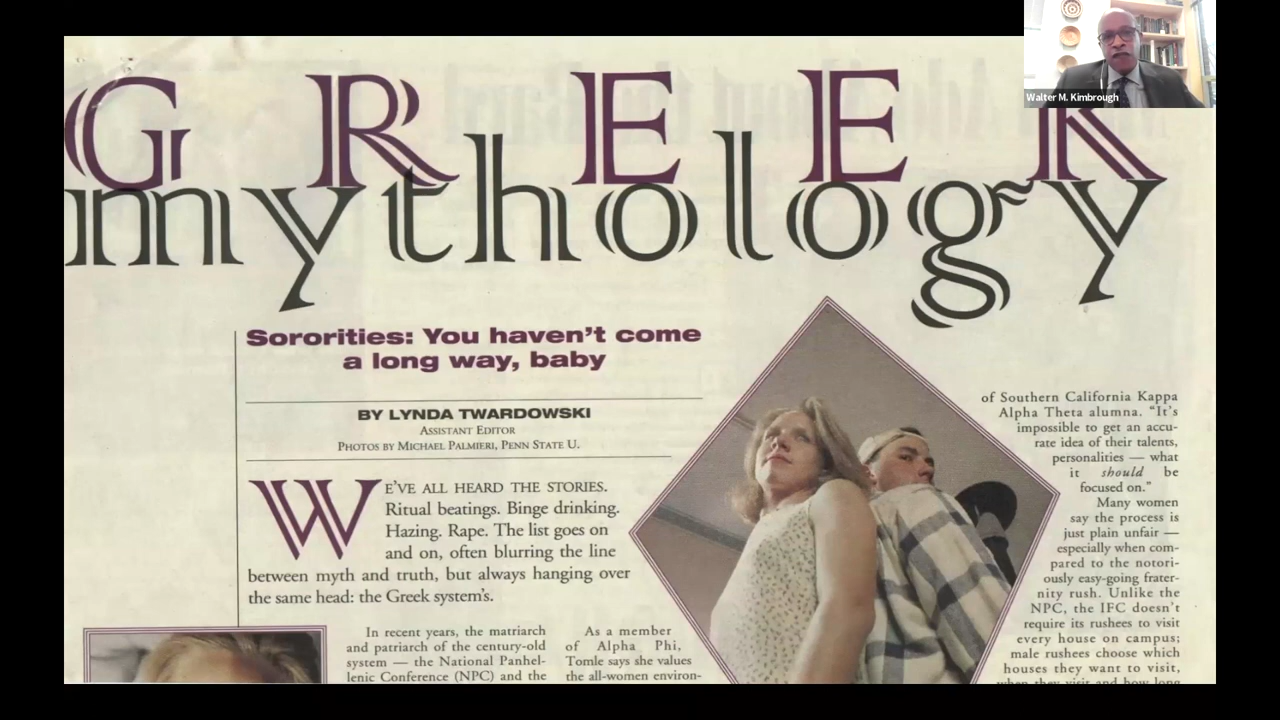 Walter M. Kimbrough
GREEK
mythology
Sororities: You haven't come
a long way, baby
BY LYNDA TWARDOWSKI
ASSISTANT EDITOR
PHOTOS BY MICHAEL PALMIERI, PENN STATE U.
WE'VE ALL HEARD THE STORIES.
Ritual beatings. Binge drinking.
Hazing. Rape. The list goes on
and on, often blurring the line
between myth and truth, but always hanging over
the same head: the Greek system's.
In recent years, the matriarch
and patriarch of the century-old
system — the National Panhel-
lenic Conference (NPC) and the
As a member
of Alpha Phi,
Tomle says she values
the all-women environ-
of Southern California Kappa
Alpha Theta alumna. "It's
impossible to get an accu-
rate idea of their talents,
personalities — what
it should be
focused on."
Many women
say the process is
just plain unfair —
especially when com-
pared to the notori-
ously easy-going frater-
nity rush. Unlike the
NPC, the IFC doesn't
require its rushees to visit
every house on campus;
male rushees choose which
houses they want to visit,
when they visit and how long